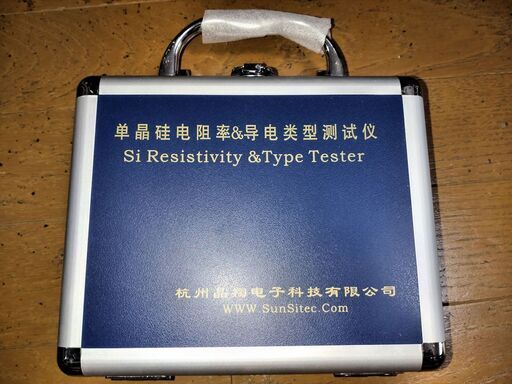 单晶硅电阻率&导电类型测试仪
Si Resistivity &Type Tester
杭州晶翔电子科技有限公司
WWW.SunSitec.Com